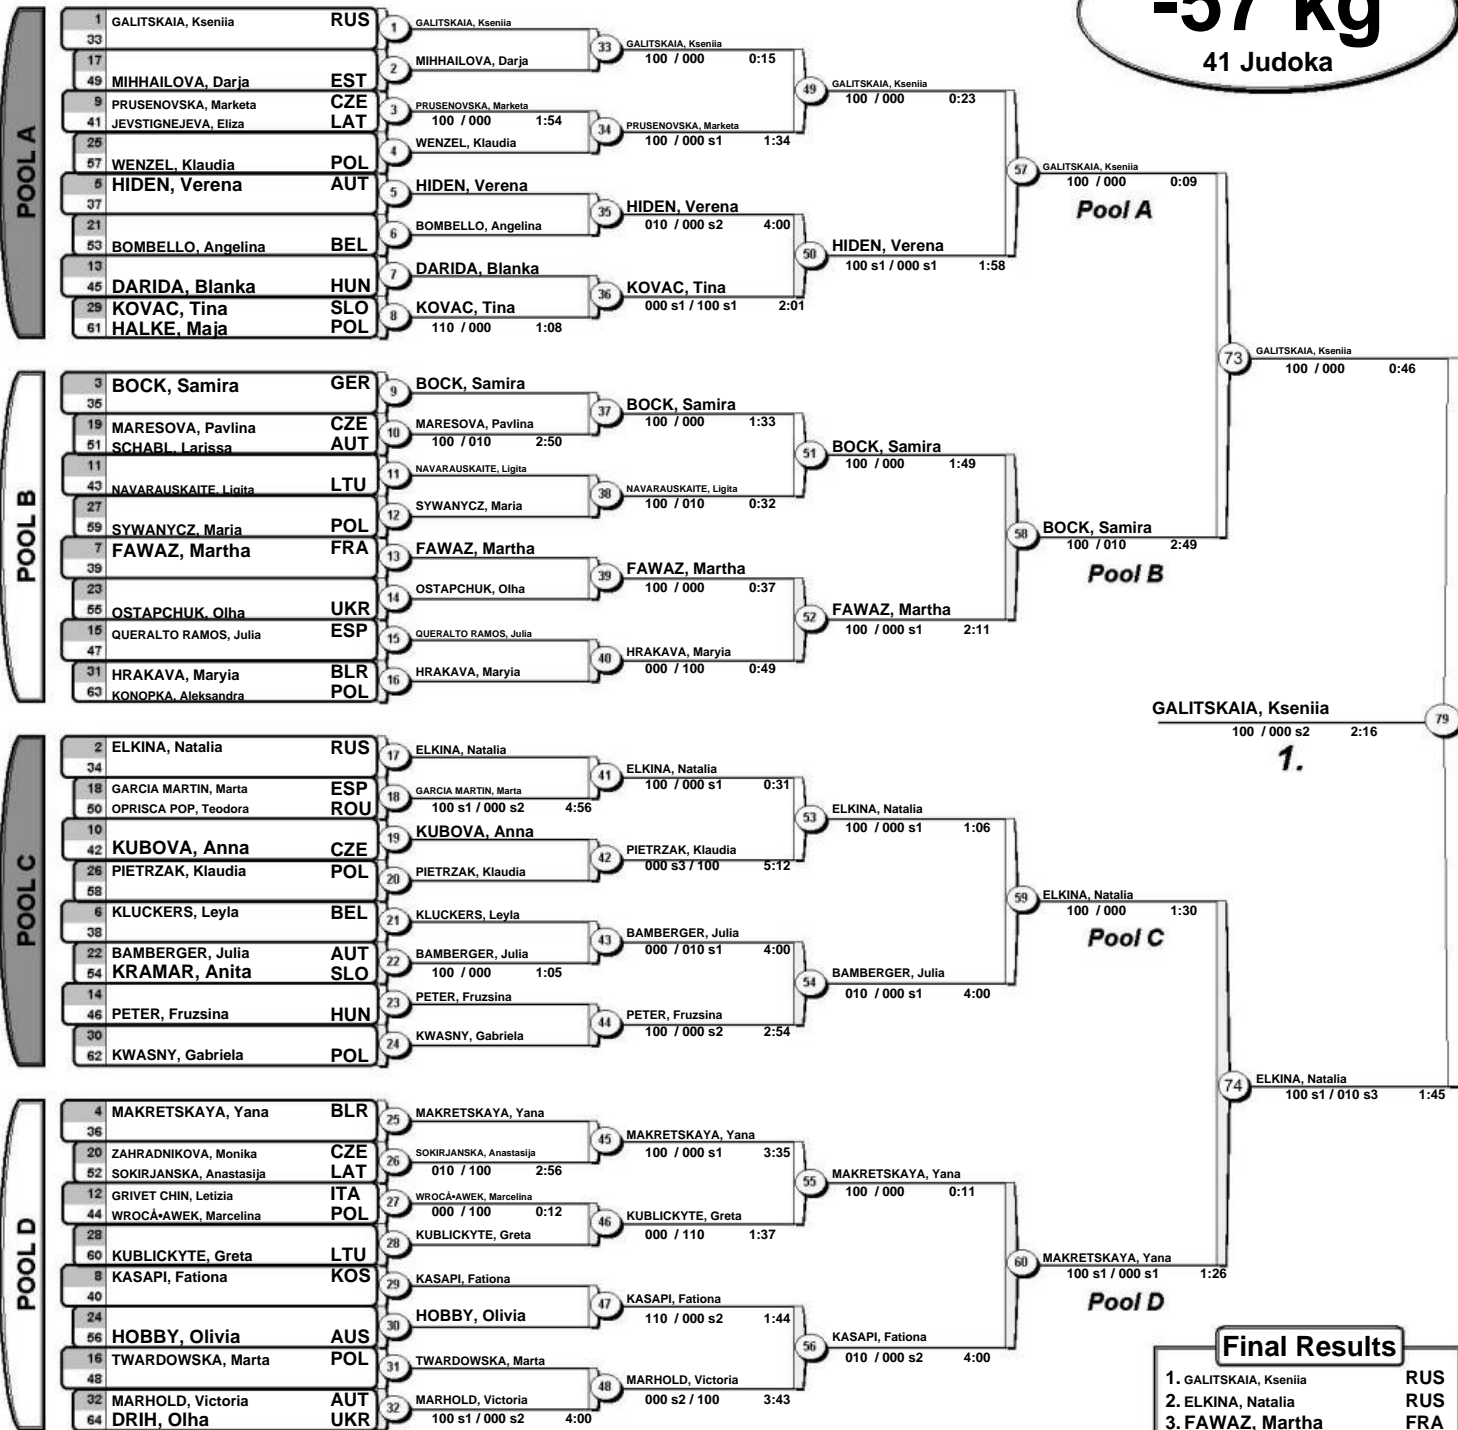 -57 kg
41 Judoka
POOL A
1 GALITSKAIA, Kseniia RUS
33
17
49 MIHHAILOVA, Darja EST
9 PRUSENOVSKA, Marketa CZE
41 JEVSTIGNEJEVA, Eliza LAT
25
57 WENZEL, Klaudia POL
5 HIDEN, Verena AUT
37
21
53 BOMBELLO, Angelina BEL
13
45 DARIDA, Blanka HUN
29 KOVAC, Tina SLO
61 HALKE, Maja POL
1 GALITSKAIA, Kseniia
2 MIHHAILOVA, Darja
3 PRUSENOVSKA, Marketa
100 / 000 1:54
4 WENZEL, Klaudia
5 HIDEN, Verena
6 BOMBELLO, Angelina
7 DARIDA, Blanka
8 KOVAC, Tina
110 / 000 1:08
33 GALITSKAIA, Kseniia
100 / 000 0:15
34 PRUSENOVSKA, Marketa
100 / 000 s1 1:34
35 HIDEN, Verena
010 / 000 s2 4:00
36 KOVAC, Tina
000 s1 / 100 s1 2:01
49 GALITSKAIA, Kseniia
100 / 000 0:23
50 HIDEN, Verena
100 s1 / 000 s1 1:58
57 GALITSKAIA, Kseniia
100 / 000 0:09
Pool A
POOL B
3 BOCK, Samira GER
35
19 MARESOVA, Pavlina CZE
51 SCHABL, Larissa AUT
11
43 NAVARAUSKAITE, Ligita LTU
27
59 SYWANYCZ, Maria POL
7 FAWAZ, Martha FRA
39
23
55 OSTAPCHUK, Olha UKR
15 QUERALTO RAMOS, Julia ESP
47
31 HRAKAVA, Maryia BLR
63 KONOPKA, Aleksandra POL
9 BOCK, Samira
10 MARESOVA, Pavlina
100 / 010 2:50
11 NAVARAUSKAITE, Ligita
12 SYWANYCZ, Maria
13 FAWAZ, Martha
14 OSTAPCHUK, Olha
15 QUERALTO RAMOS, Julia
16 HRAKAVA, Maryia
37 BOCK, Samira
100 / 000 1:33
38 NAVARAUSKAITE, Ligita
100 / 010 0:32
39 FAWAZ, Martha
100 / 000 0:37
40 HRAKAVA, Maryia
000 / 100 0:49
51 BOCK, Samira
100 / 000 1:49
52 FAWAZ, Martha
100 / 000 s1 2:11
58 BOCK, Samira
100 / 010 2:49
Pool B
73 GALITSKAIA, Kseniia
100 / 000 0:46
GALITSKAIA, Kseniia 79
100 / 000 s2 2:16
1.
POOL C
2 ELKINA, Natalia RUS
34
18 GARCIA MARTIN, Marta ESP
50 OPRISCA POP, Teodora ROU
10
42 KUBOVA, Anna CZE
26 PIETRZAK, Klaudia POL
58
6 KLUCKERS, Leyla BEL
38
22 BAMBERGER, Julia AUT
54 KRAMAR, Anita SLO
14
46 PETER, Fruzsina HUN
30
62 KWASNY, Gabriela POL
17 ELKINA, Natalia
18 GARCIA MARTIN, Marta
100 s1 / 000 s2 4:56
19 KUBOVA, Anna
20 PIETRZAK, Klaudia
21 KLUCKERS, Leyla
22 BAMBERGER, Julia
100 / 000 1:05
23 PETER, Fruzsina
24 KWASNY, Gabriela
41 ELKINA, Natalia
100 / 000 s1 0:31
42 PIETRZAK, Klaudia
000 s3 / 100 5:12
43 BAMBERGER, Julia
000 / 010 s1 4:00
44 PETER, Fruzsina
100 / 000 s2 2:54
53 ELKINA, Natalia
100 / 000 s1 1:06
54 BAMBERGER, Julia
010 / 000 s1 4:00
59 ELKINA, Natalia
100 / 000 1:30
Pool C
POOL D
4 MAKRETSKAYA, Yana BLR
36
20 ZAHRADNIKOVA, Monika CZE
52 SOKIRJANSKA, Anastasija LAT
12 GRIVET CHIN, Letizia ITA
44 WROCÅ•AWEK, Marcelina POL
28
60 KUBLICKYTE, Greta LTU
8 KASAPI, Fationa KOS
40
24
56 HOBBY, Olivia AUS
16 TWARDOWSKA, Marta POL
48
32 MARHOLD, Victoria AUT
64 DRIH, Olha UKR
25 MAKRETSKAYA, Yana
26 SOKIRJANSKA, Anastasija
010 / 100 2:56
27 WROCÅ•AWEK, Marcelina
000 / 100 0:12
28 KUBLICKYTE, Greta
29 KASAPI, Fationa
30 HOBBY, Olivia
31 TWARDOWSKA, Marta
32 MARHOLD, Victoria
100 s1 / 000 s2 4:00
45 MAKRETSKAYA, Yana
100 / 000 s1 3:35
46 KUBLICKYTE, Greta
000 / 110 1:37
47 KASAPI, Fationa
110 / 000 s2 1:44
48 MARHOLD, Victoria
000 s2 / 100 3:43
55 MAKRETSKAYA, Yana
100 / 000 0:11
56 KASAPI, Fationa
010 / 000 s2 4:00
60 MAKRETSKAYA, Yana
100 s1 / 000 s1 1:26
Pool D
74 ELKINA, Natalia
100 s1 / 010 s3 1:45
Final Results
1. GALITSKAIA, Kseniia RUS
2. ELKINA, Natalia RUS
3. FAWAZ, Martha FRA